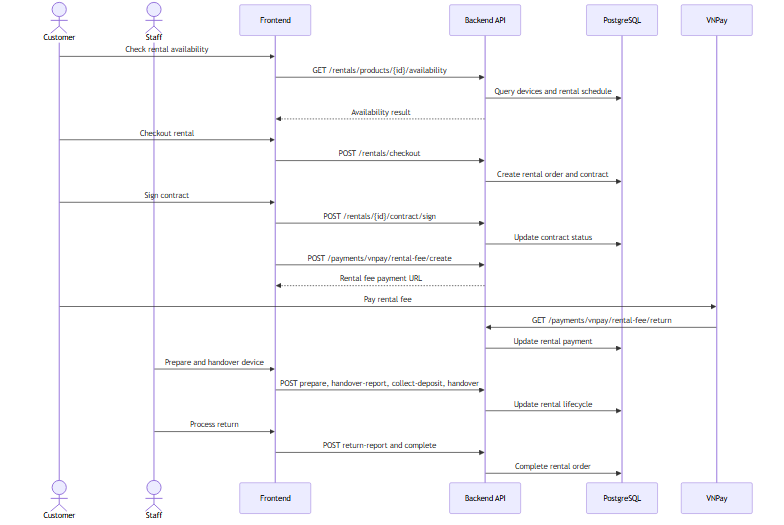 Customer
Staff
Frontend
Backend API
PostgreSQL
VNPay
Check rental availability
GET /rentals/products/{id}/availability
Query devices and rental schedule
Availability result
Checkout rental
POST /rentals/checkout
Create rental order and contract
Sign contract
POST /rentals/{id}/contract/sign
Update contract status
POST /payments/vnpay/rental-fee/create
Rental fee payment URL
Pay rental fee
GET /payments/vnpay/rental-fee/return
Update rental payment
Prepare and handover device
POST prepare, handover-report, collect-deposit, handover
Update rental lifecycle
Process return
POST return-report and complete
Complete rental order
Customer
Staff
Frontend
Backend API
PostgreSQL
VNPay